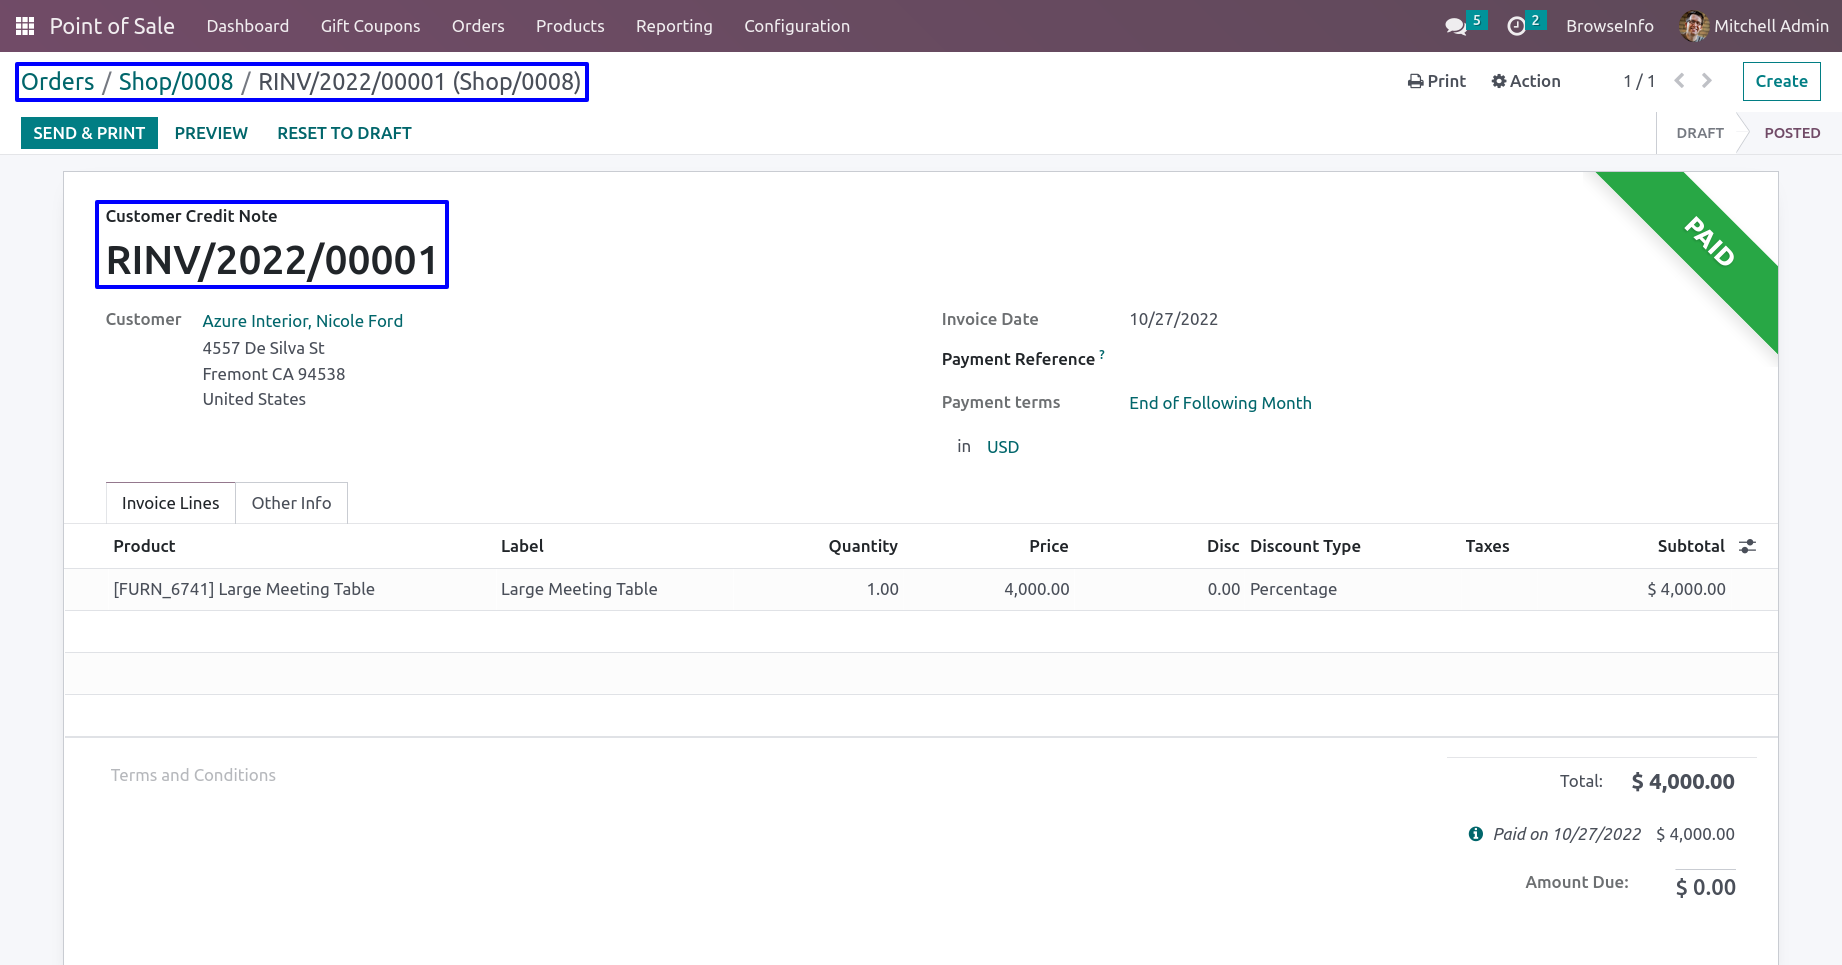 Point of Sale Dashboard Gift Coupons Orders Products Reporting Configuration 5 2 BrowseInfo Mitchell Admin
Orders / Shop/0008 / RINV/2022/00001 (Shop/0008) Print Action 1 / 1 Create
SEND & PRINT PREVIEW RESET TO DRAFT DRAFT POSTED
PAID
Customer Credit Note
RINV/2022/00001
Customer Azure Interior, Nicole Ford Invoice Date 10/27/2022
4557 De Silva St
Payment Reference ?
Fremont CA 94538
United States Payment terms End of Following Month
in USD
Invoice Lines Other Info
Product Label Quantity Price Disc Discount Type Taxes Subtotal
[FURN_6741] Large Meeting Table Large Meeting Table 1.00 4,000.00 0.00 Percentage $ 4,000.00
Terms and Conditions Total: $ 4,000.00
Paid on 10/27/2022 $ 4,000.00
Amount Due: $ 0.00